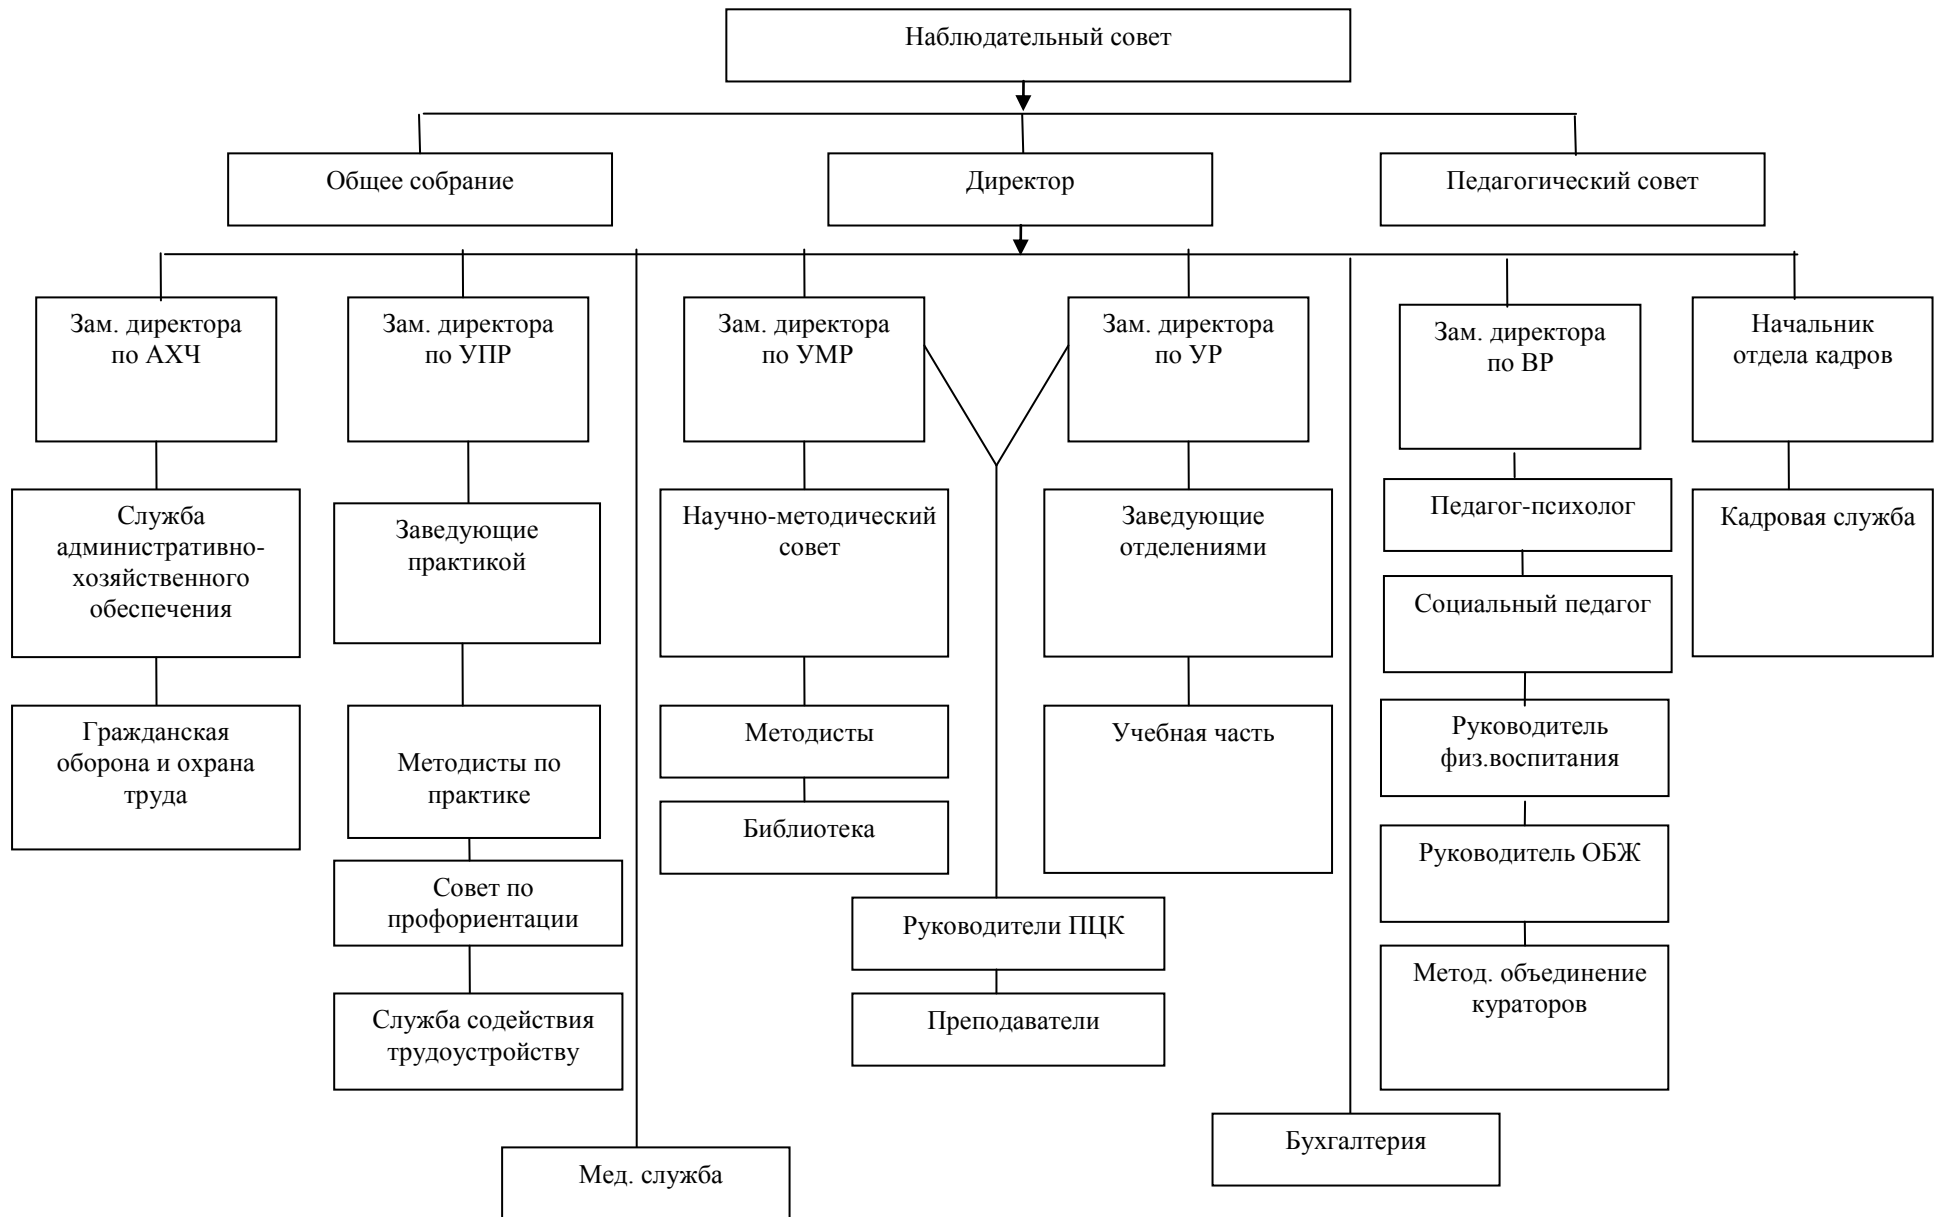 Наблюдательный совет
Общее собрание
Директор
Педагогический совет
Зам. директора
по АХЧ
Зам. директора
по УПР
Зам. директора
по УМР
Зам. директора
по УР
Зам. директора
по ВР
Начальник
отдела кадров
Служба
административно-
хозяйственного
обеспечения
Заведующие
практикой
Научно-методический
совет
Заведующие
отделениями
Педагог-психолог
Кадровая служба
Социальный педагог
Гражданская
оборона и охрана
труда
Методисты по
практике
Методисты
Учебная часть
Руководитель
физ.воспитания
Библиотека
Руководитель ОБЖ
Совет по
профориентации
Руководители ПЦК
Метод. объединение
кураторов
Служба содействия
трудоустройству
Преподаватели
Бухгалтерия
Мед. служба